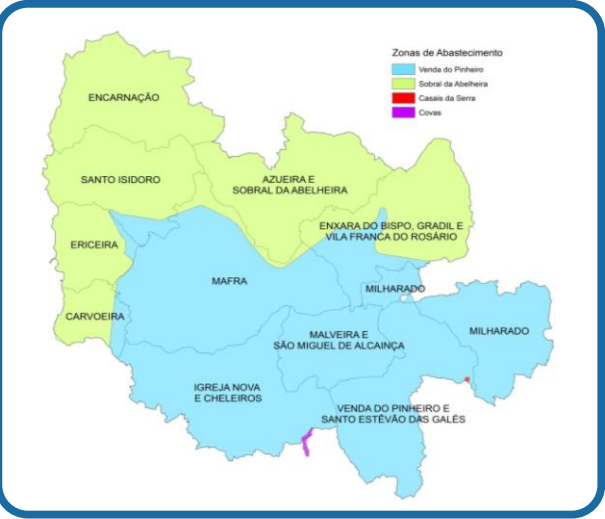 Zonas de Abastecimento
Venda do Pinheiro
Sobral da Abelheira
Casais da Serra
Covas
ENCARNAÇÃO
SANTO ISIDORO
AZUEIRA E
SOBRAL DA ABELHEIRA
ERICEIRA
ENXARA DO BISPO, GRADIL E
VILA FRANCA DO ROSÁRIO
MAFRA
MILHARADO
CARVOEIRA
MALVEIRA E
SÃO MIGUEL DE ALCAINÇA
MILHARADO
IGREJA NOVA
E CHELEIROS
VENDA DO PINHEIRO E
SANTO ESTÊVÃO DAS GALÉS